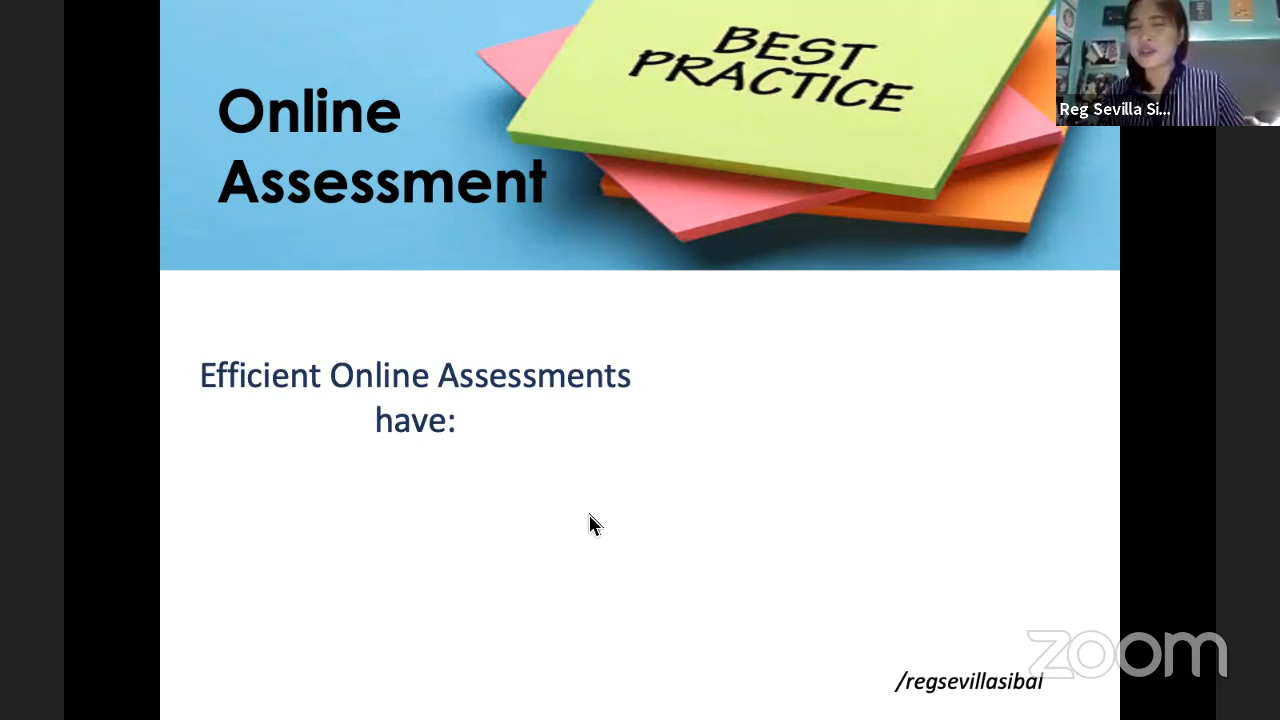 Online
Assessment
BEST
PRACTICE
Reg Sevilla Si...
Efficient Online Assessments
have:
zoom
/regsevillasibal